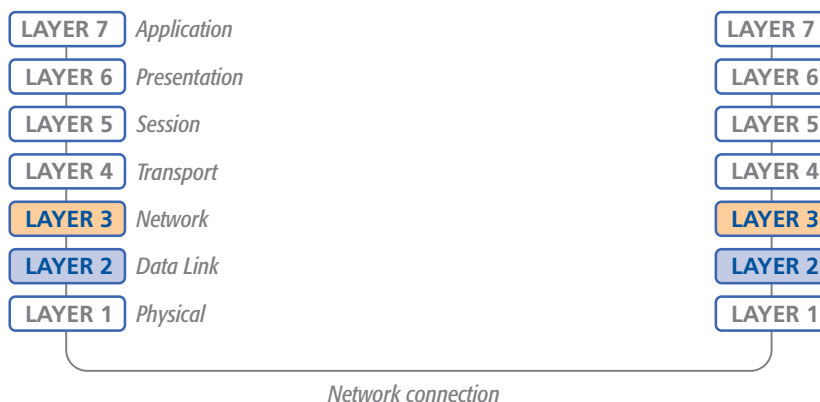 LAYER 7 Application LAYER 7
LAYER 6 Presentation LAYER 6
LAYER 5 Session LAYER 5
LAYER 4 Transport LAYER 4
LAYER 3 Network LAYER 3
LAYER 2 Data Link LAYER 2
LAYER 1 Physical LAYER 1
Network connection